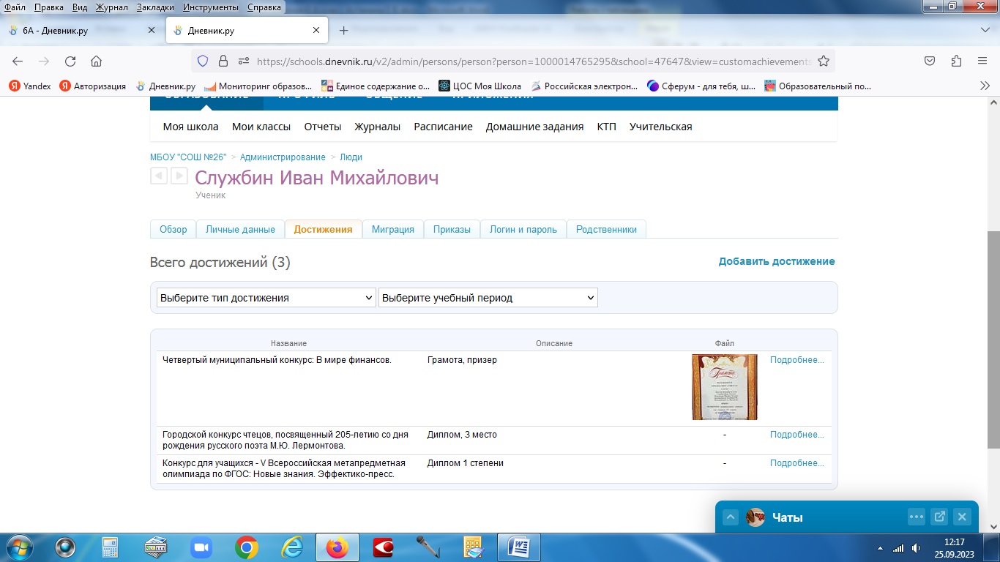 Файл Правка Вид Журнал Закладки Инструменты Справка
6А - Дневник.ру
Дневник.ру
https://schools.dnevnik.ru/v2/admin/persons/person?person=1000014765295&school=47647&view=customachievements
Yandex Авторизация Дневник.ру Мониторинг образов... Единое содержание о... ЦОС Моя Школа Российская электрон... Сферум - для тебя, ш... Образовательный по...
ОБРАЗОВАНИЕ ПРОФИЛЬ ОБЩЕНИЕ ПРИЛОЖЕНИЯ
Моя школа Мои классы Отчеты Журналы Расписание Домашние задания КТП Учительская
МБОУ "СОШ №26" > Администрирование > Люди
Службин Иван Михайлович
Ученик
Обзор Личные данные Достижения Миграция Приказы Логин и пароль Родственники
Всего достижений (3)
Добавить достижение
Выберите тип достижения Выберите учебный период
Название Описание Файл
Четвертый муниципальный конкурс: В мире финансов. Грамота, призер Подробнее...
Грамота
Городской конкурс чтецов, посвященный 205-летию со дня Диплом, 3 место - Подробнее...
рождения русского поэта М.Ю. Лермонтова.
Конкурс для учащихся - V Всероссийская метапредметная Диплом 1 степени - Подробнее...
олимпиада по ФГОС: Новые знания. Эффектико-пресс.
Чаты
12:17
25.09.2023